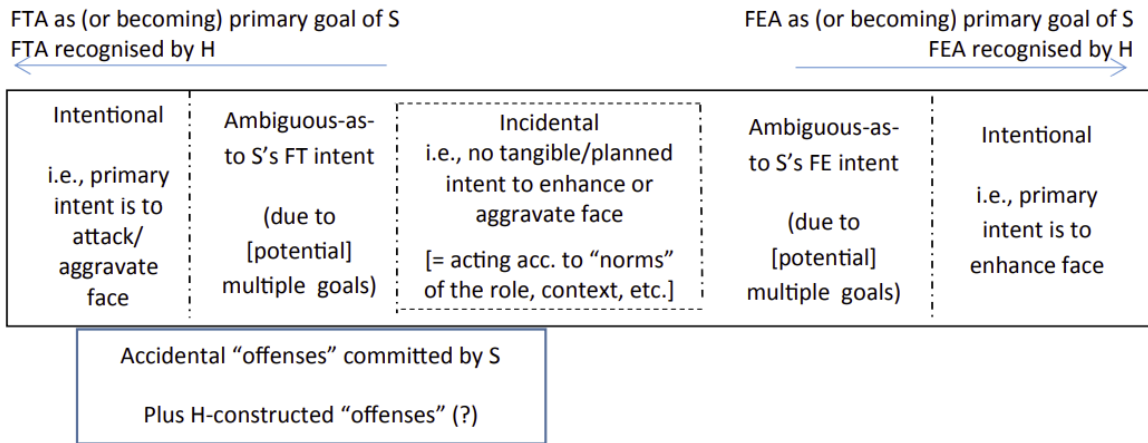 FTA as (or becoming) primary goal of S
FTA recognised by H
FEA as (or becoming) primary goal of S
FEA recognised by H
Intentional
i.e., primary
intent is to
attack/
aggravate
face
Ambiguous-as-
to S's FT intent
(due to
[potential]
multiple goals)
Incidental
i.e., no tangible/planned
intent to enhance or
aggravate face
[= acting acc. to "norms"
of the role, context, etc.]
Ambiguous-as-
to S's FE intent
(due to
[potential]
multiple goals)
Intentional
i.e., primary
intent is to
enhance face
Accidental "offenses" committed by S
Plus H-constructed "offenses" (?)